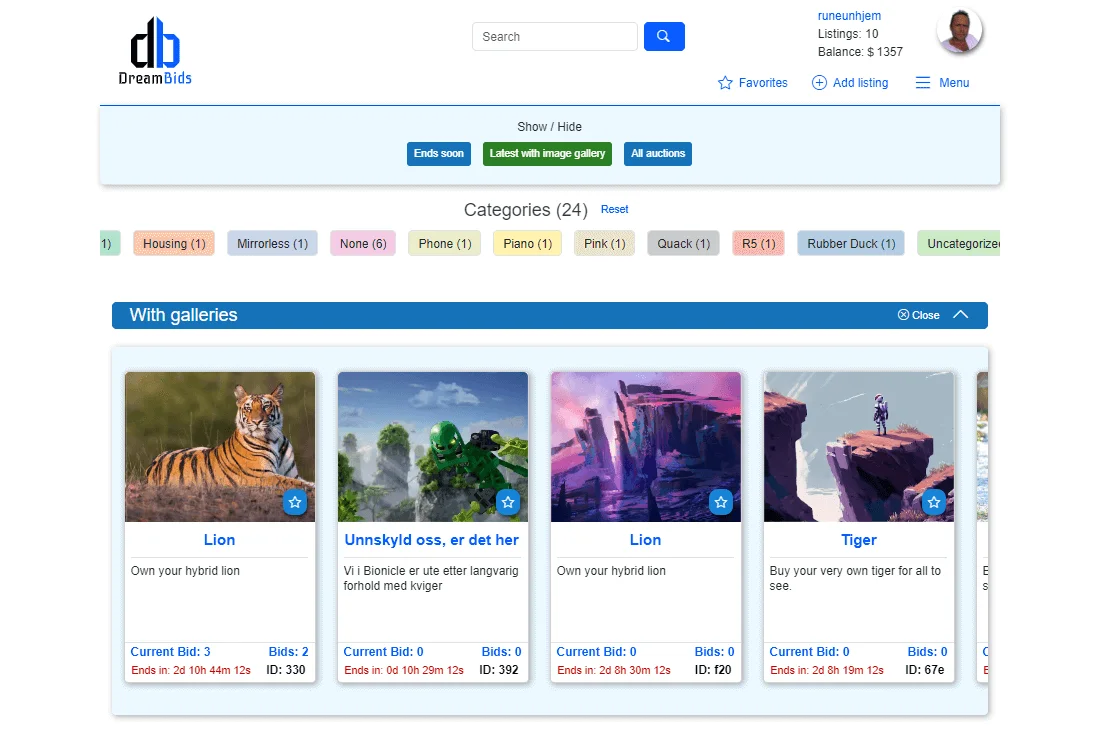 db
DreamBids
Search
runeunhjem
Listings: 10
Balance: $ 1357
Favorites
Add listing
Menu
Show / Hide
Ends soon
Latest with image gallery
All auctions
Categories (24) Reset
1) Housing (1) Mirrorless (1) None (6) Phone (1) Piano (1) Pink (1) Quack (1) R5 (1) Rubber Duck (1) Uncategorized
With galleries
Close
Lion
Own your hybrid lion
Current Bid: 3 Bids: 2
Ends in: 2d 10h 44m 12s ID: 330
Unnskyld oss, er det her
Vi i Bionicle er ute etter langvarig
forhold med kviger
Current Bid: 0 Bids: 0
Ends in: 0d 10h 29m 12s ID: 392
Lion
Own your hybrid lion
Current Bid: 0 Bids: 0
Ends in: 2d 8h 30m 12s ID: f20
Tiger
Buy your very own tiger for all to
see.
Current Bid: 0 Bids: 0
Ends in: 2d 8h 19m 12s ID: 67e